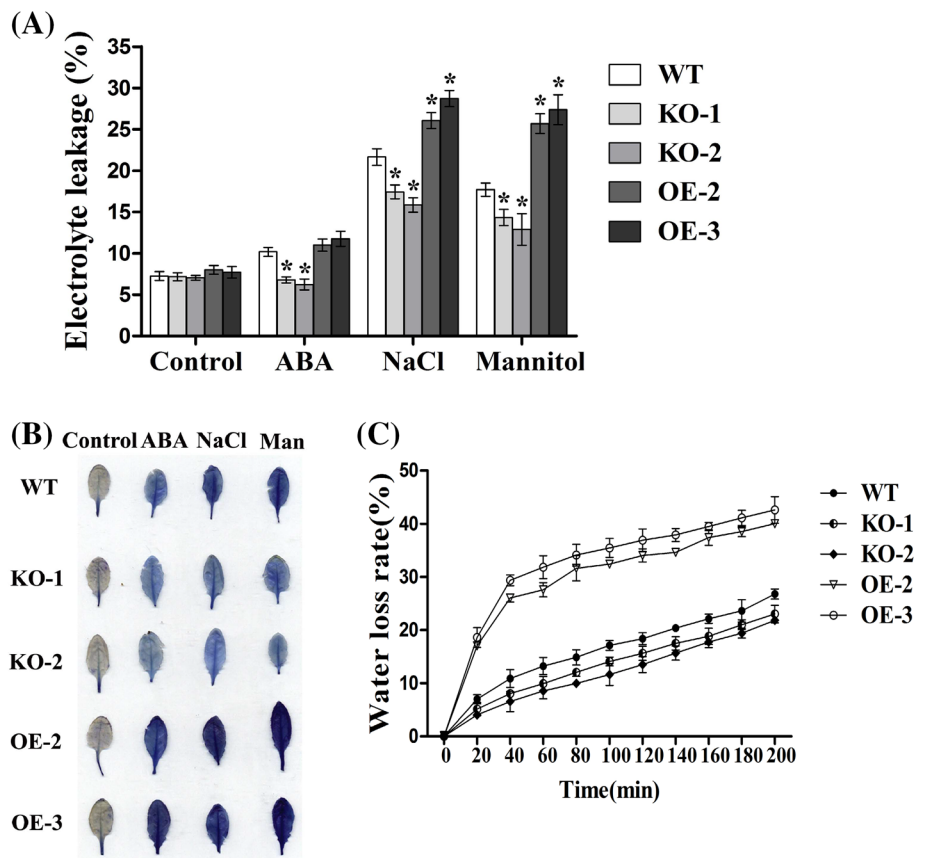 (A)
Electrolyte leakage (%)
35
30
25
20
15
10
5
0
* * * * * * * * * *
Control ABA NaCl Mannitol
WT
KO-1
KO-2
OE-2
OE-3
(B)
Control ABA NaCl Man
WT
KO-1
KO-2
OE-2
OE-3
(C)
Water loss rate(%)
50
40
30
20
10
0
0 20 40 60 80 100 120 140 160 180 200
Time(min)
WT
KO-1
KO-2
OE-2
OE-3